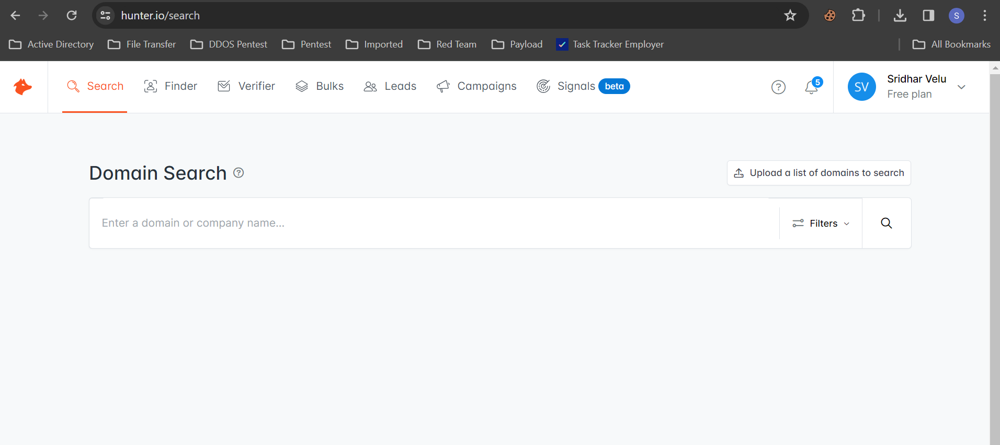 hunter.io/search
S
Active Directory File Transfer DDOS Pentest Pentest Imported Red Team Payload Task Tracker Employer All Bookmarks
Search Finder Verifier Bulks Leads Campaigns Signals beta ? 5 SV Sridhar Velu
Free plan
Domain Search ? Upload a list of domains to search
Enter a domain or company name... Filters